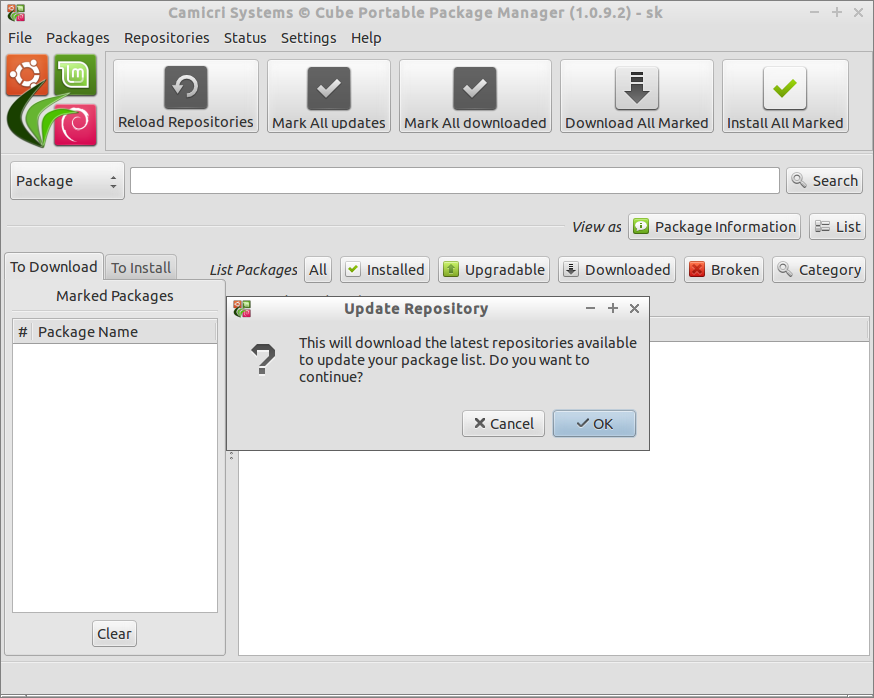 Camicri Systems © Cube Portable Package Manager (1.0.9.2) - sk
File Packages Repositories Status Settings Help
Reload Repositories Mark All updates Mark All downloaded Download All Marked Install All Marked
Package Search
View as Package Information List
To Download To Install List Packages All Installed Upgradable Downloaded Broken Category
Marked Packages
# Package Name
Update Repository
This will download the latest repositories available
to update your package list. Do you want to
continue?
Cancel OK
Clear